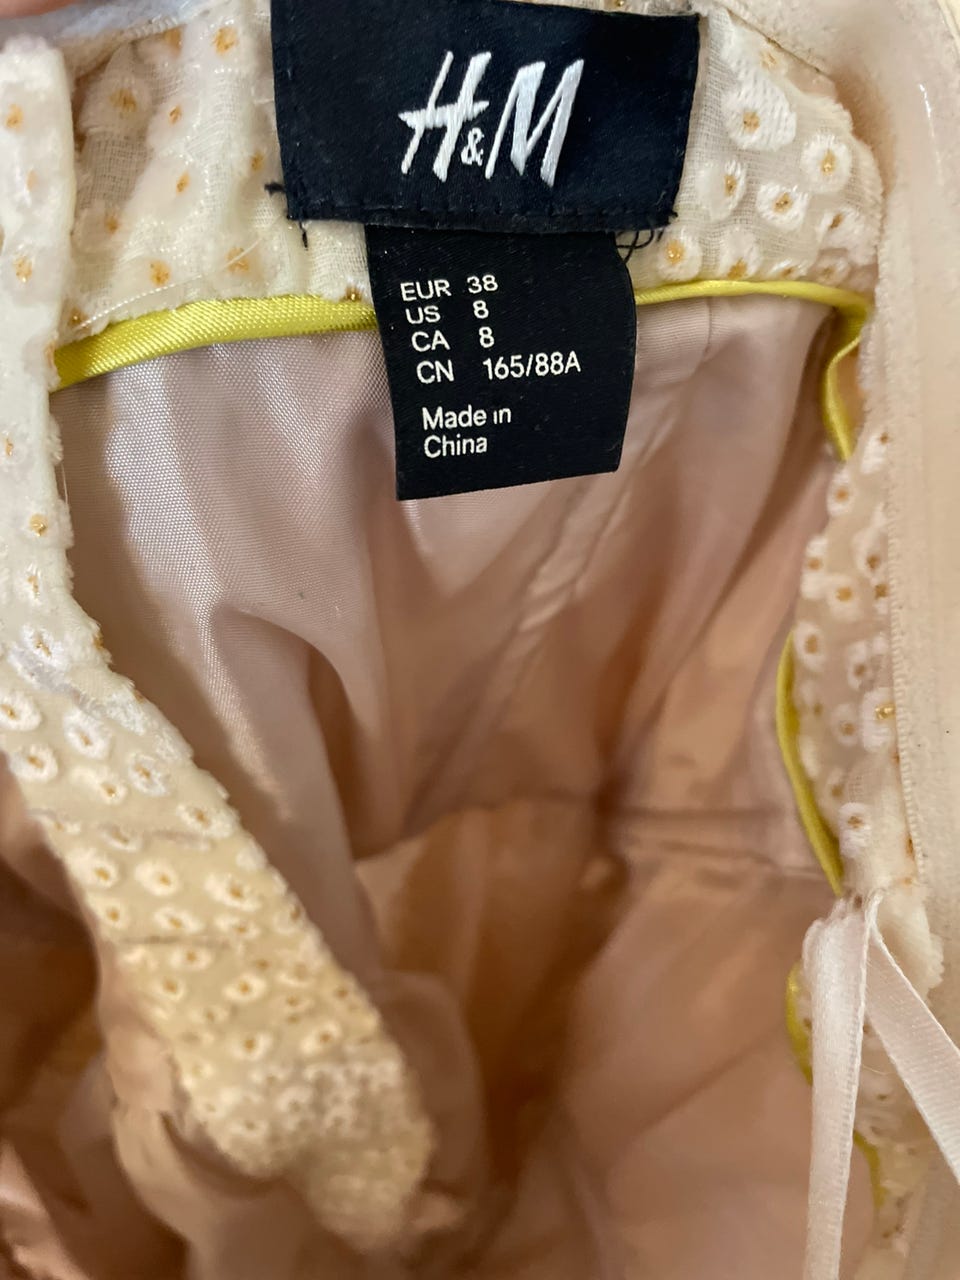 H&M
EUR 38
US 8
CA 8
CN 165/88A
Made in
China